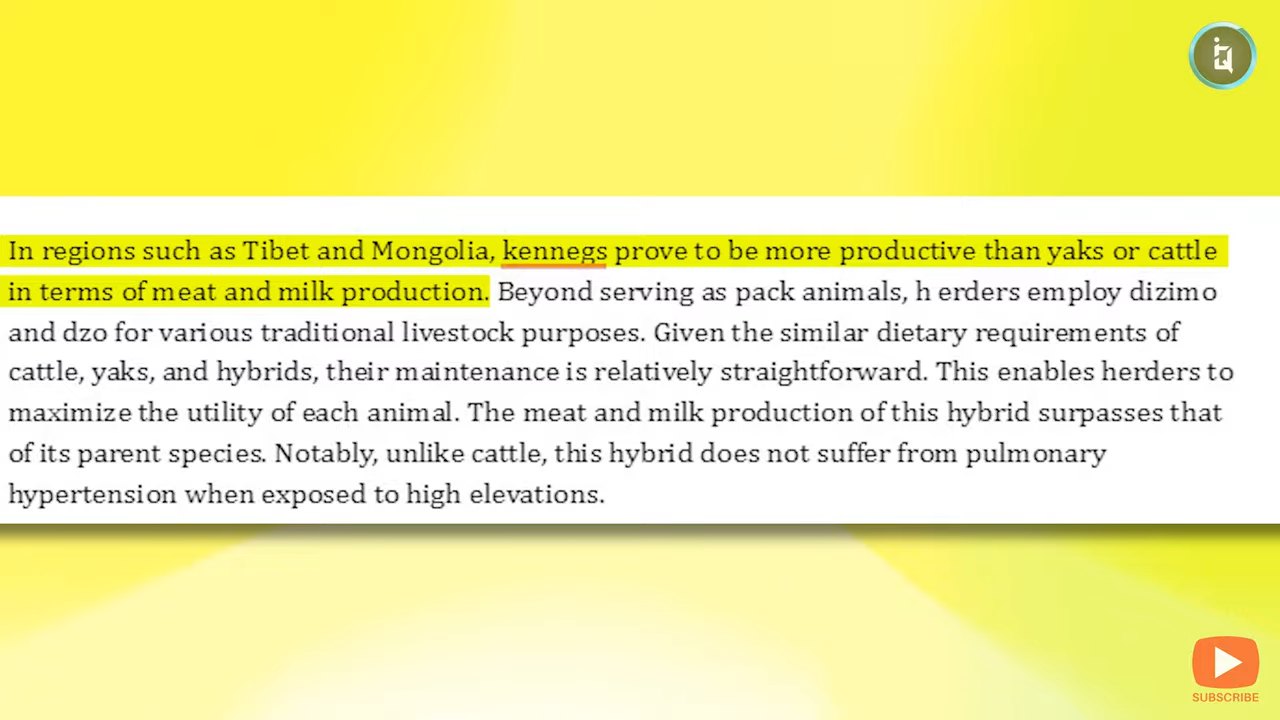 In regions such as Tibet and Mongolia, kennegs prove to be more productive than yaks or cattle
in terms of meat and milk production. Beyond serving as pack animals, h erders employ dizimo
and dzo for various traditional livestock purposes. Given the similar dietary requirements of
cattle, yaks, and hybrids, their maintenance is relatively straightforward. This enables herders to
maximize the utility of each animal. The meat and milk production of this hybrid surpasses that
of its parent species. Notably, unlike cattle, this hybrid does not suffer from pulmonary
hypertension when exposed to high elevations.
SUBSCRIBE